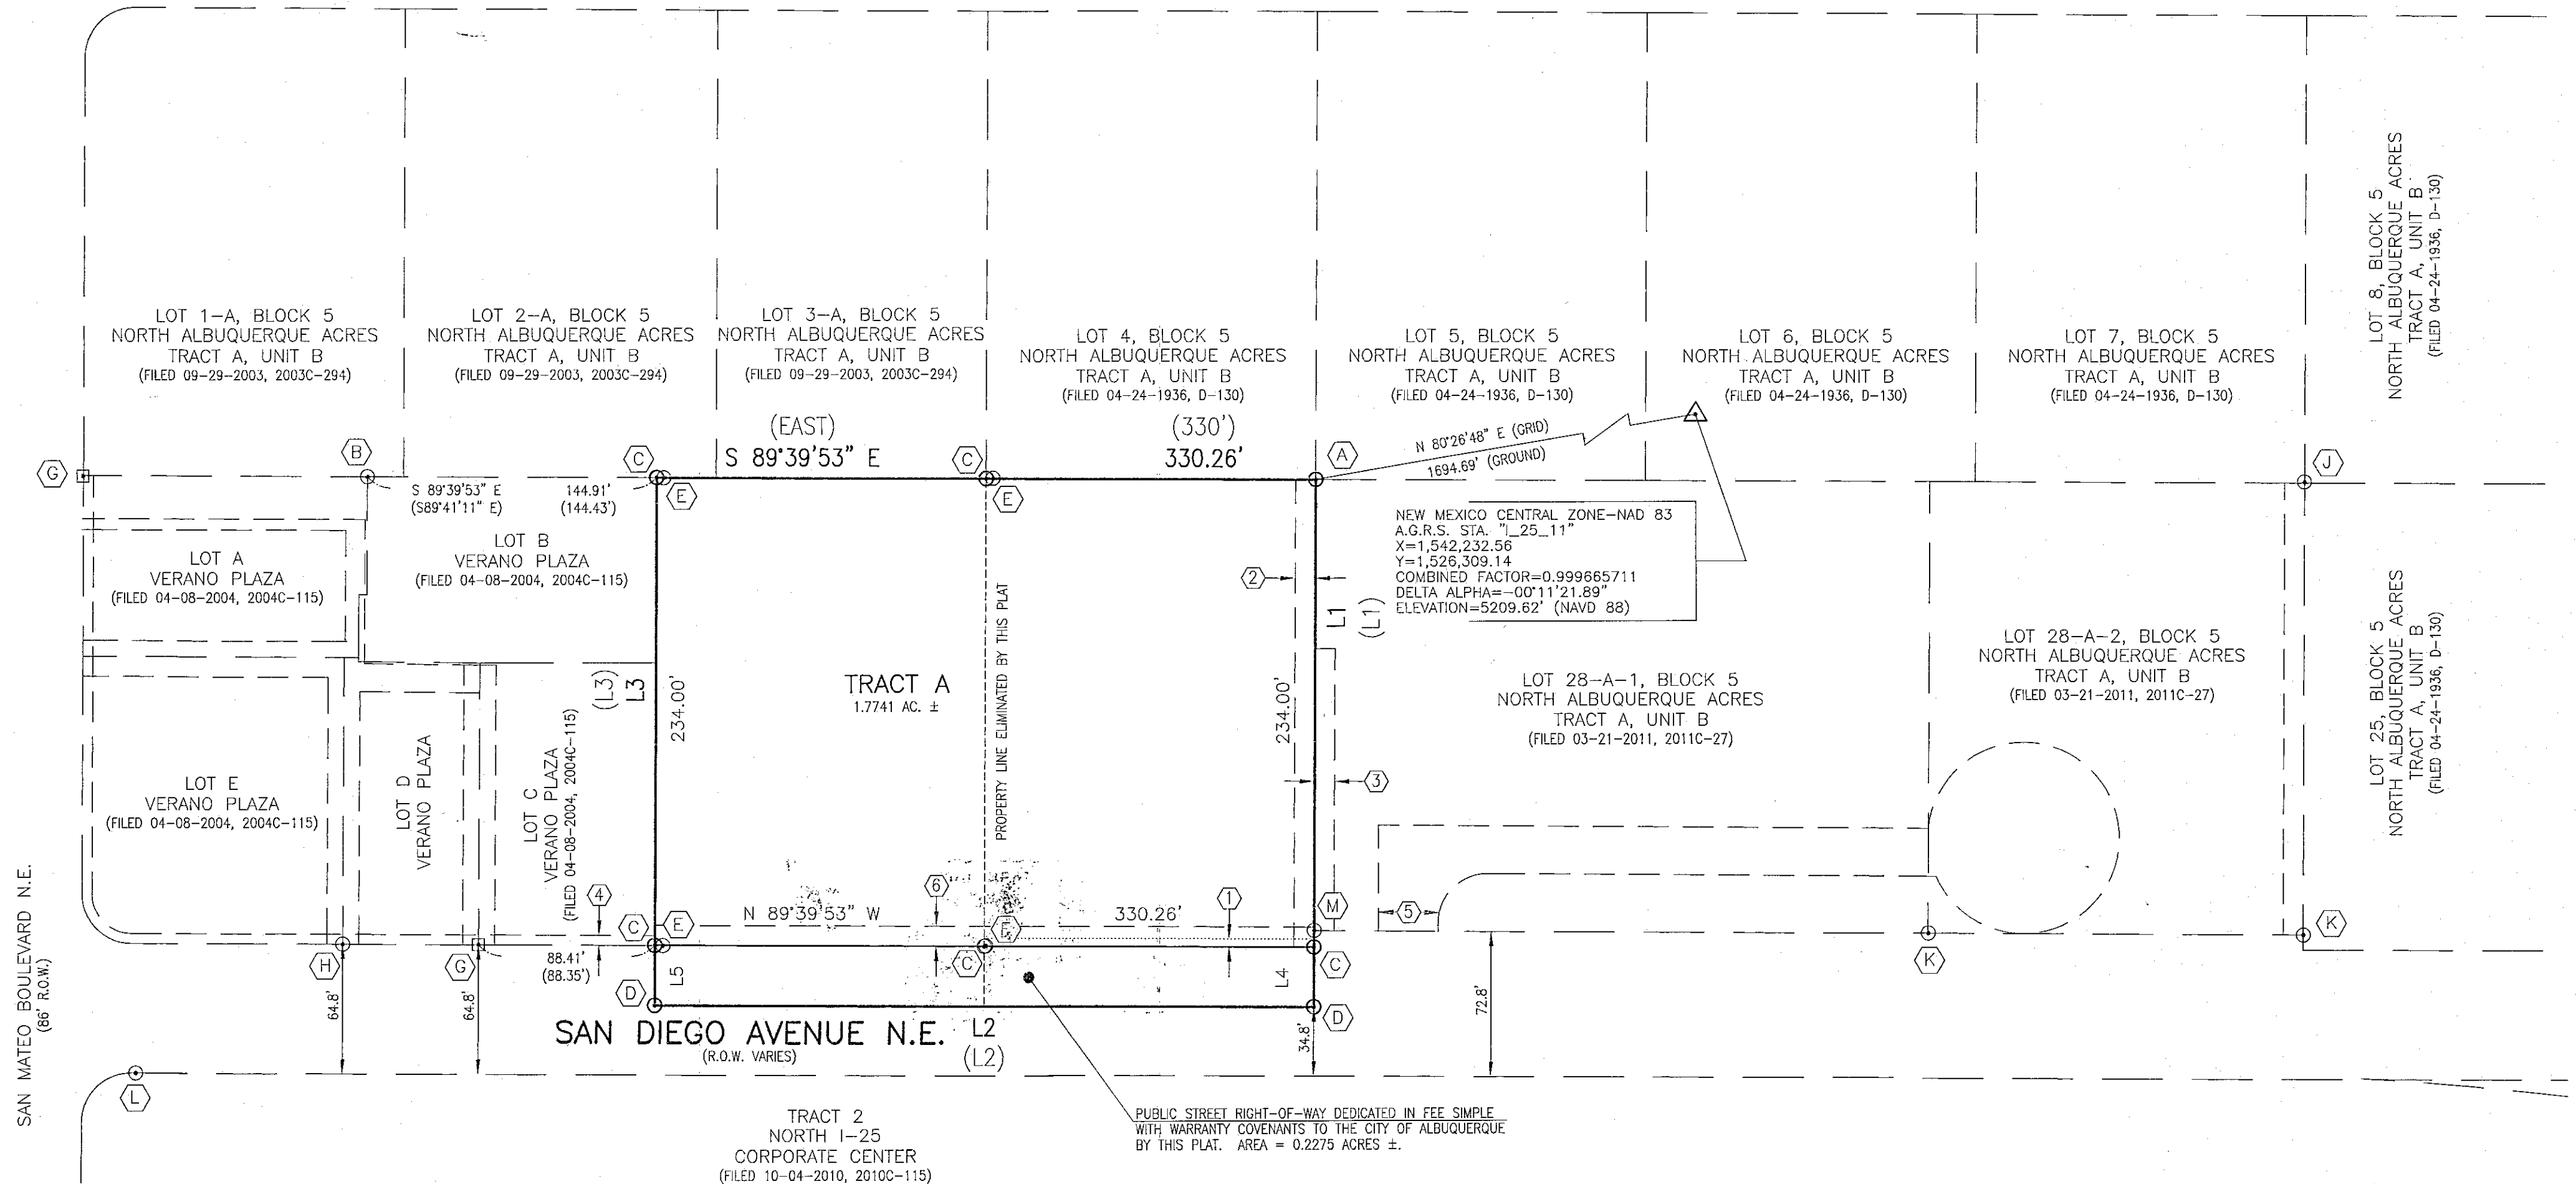 LOT 1-A, BLOCK 5
NORTH ALBUQUERQUE ACRES
TRACT A, UNIT B
(FILED 09-29-2003, 2003C-294)
LOT 2-A, BLOCK 5
NORTH ALBUQUERQUE ACRES
TRACT A, UNIT B
(FILED 09-29-2003, 2003C-294)
LOT 3-A, BLOCK 5
NORTH ALBUQUERQUE ACRES
TRACT A, UNIT B
(FILED 09-29-2003, 2003C-294)
LOT 4, BLOCK 5
NORTH ALBUQUERQUE ACRES
TRACT A, UNIT B
(FILED 04-24-1936, D-130)
LOT 5, BLOCK 5
NORTH ALBUQUERQUE ACRES
TRACT A, UNIT B
(FILED 04-24-1936, D-130)
LOT 6, BLOCK 5
NORTH ALBUQUERQUE ACRES
TRACT A, UNIT B
(FILED 04-24-1936, D-130)
LOT 7, BLOCK 5
NORTH ALBUQUERQUE ACRES
TRACT A, UNIT B
(FILED 04-24-1936, D-130)
LOT 8, BLOCK 5
NORTH ALBUQUERQUE ACRES
TRACT A, UNIT B
(FILED 04-24-1936, D-130)
(EAST)
S 89°39'53" E
(330')
330.26'
N 80°26'48" E (GRID)
1694.69' (GROUND)
G
B
C
E
C
E
A
J
S 89°39'53" E
(S89°41'11" E)
144.91'
(144.43')
LOT A
VERANO PLAZA
(FILED 04-08-2004, 2004C-115)
LOT B
VERANO PLAZA
(FILED 04-08-2004, 2004C-115)
NEW MEXICO CENTRAL ZONE-NAD 83
A.G.R.S. STA. "I_25_11"
X=1,542,232.56
Y=1,526,309.14
COMBINED FACTOR=0.999665711
DELTA ALPHA=-00°11'21.89"
ELEVATION=5209.62' (NAVD 88)
2
L1
(L1)
PROPERTY LINE ELIMINATED BY THIS PLAT
(L3)
L3
234.00'
TRACT A
1.7741 AC. ±
234.00'
3
LOT 28-A-1, BLOCK 5
NORTH ALBUQUERQUE ACRES
TRACT A, UNIT B
(FILED 03-21-2011, 2011C-27)
LOT 28-A-2, BLOCK 5
NORTH ALBUQUERQUE ACRES
TRACT A, UNIT B
(FILED 03-21-2011, 2011C-27)
LOT 25, BLOCK 5
NORTH ALBUQUERQUE ACRES
TRACT A, UNIT B
(FILED 04-24-1936, D-130)
LOT E
VERANO PLAZA
(FILED 04-08-2004, 2004C-115)
LOT D
VERANO PLAZA
LOT C
VERANO PLAZA
(FILED 04-08-2004, 2004C-115)
4
C
E
N 89°39'53" W
6
330.26'
1
M
5
E
C
C
K
K
H
G
88.41'
(88.35')
D
L5
L4
D
64.8'
64.8'
34.8'
72.8'
SAN MATEO BOULEVARD N.E.
(86' R.O.W.)
SAN DIEGO AVENUE N.E.
(R.O.W. VARIES)
L2
(L2)
L
PUBLIC STREET RIGHT-OF-WAY DEDICATED IN FEE SIMPLE
WITH WARRANTY COVENANTS TO THE CITY OF ALBUQUERQUE
BY THIS PLAT. AREA = 0.2275 ACRES ±.
TRACT 2
NORTH I-25
CORPORATE CENTER
(FILED 10-04-2010, 2010C-115)